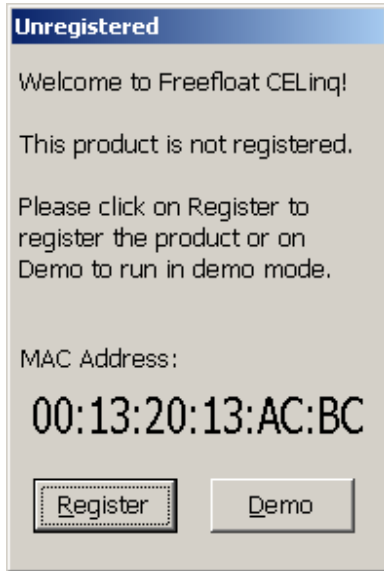 Unregistered
Welcome to Freefloat CELinq!
This product is not registered.
Please click on Register to
register the product or on
Demo to run in demo mode.
MAC Address:
00:13:20:13:AC:BC
Register
Demo